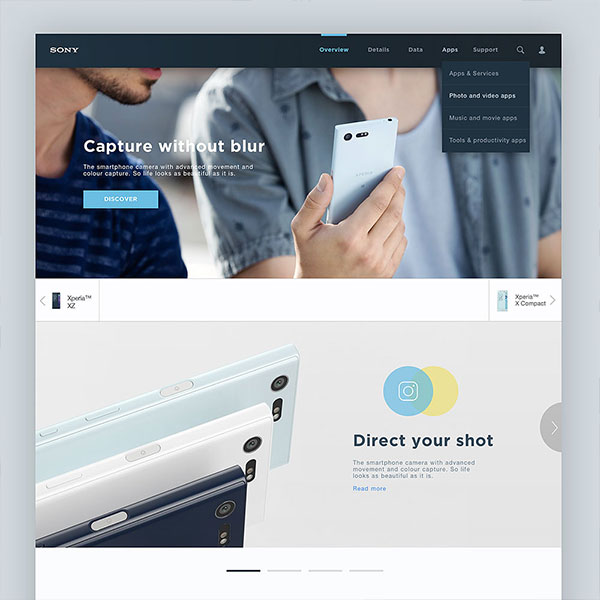 SONY
Overview
Details
Data
Apps
Support
Apps & Services
Photo and video apps
Music and movie apps
Tools & productivity apps
Capture without blur
The smartphone camera with advanced movement and
colour capture. So life looks as beautiful as it is.
DISCOVER
XPERIA
Xperia™
XZ
Xperia™
X Compact
Direct your shot
The smartphone camera with advanced
movement and colour capture. So life
looks as beautiful as it is.
Read more